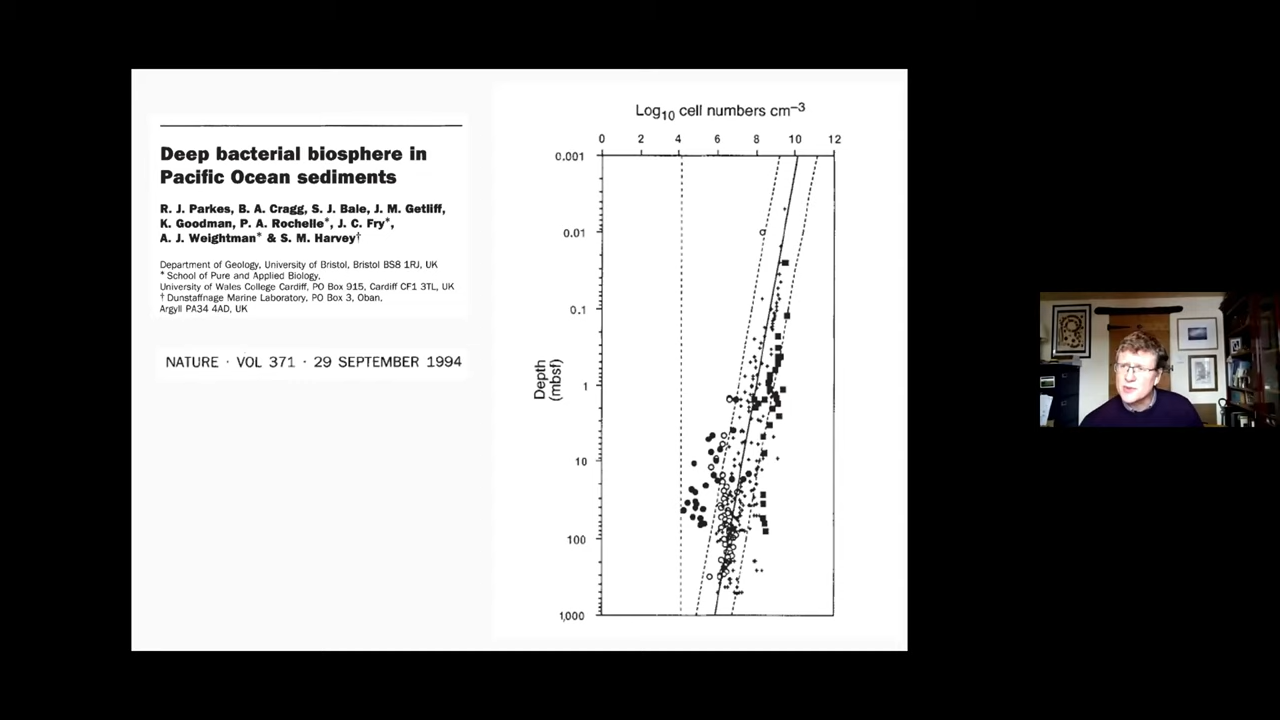 Deep bacterial biosphere in
Pacific Ocean sediments
R. J. Parkes, B. A. Cragg, S. J. Bale, J. M. Getliff,
K. Goodman, P. A. Rochelle*, J. C. Fry*,
A. J. Weightman* & S. M. Harvey†
Department of Geology, University of Bristol, Bristol BS8 1RJ, UK
* School of Pure and Applied Biology,
University of Wales College Cardiff, PO Box 915, Cardiff CF1 3TL, UK
† Dunstaffnage Marine Laboratory, PO Box 3, Oban,
Argyll PA34 4AD, UK
NATURE · VOL 371 · 29 SEPTEMBER 1994
Log10 cell numbers cm−3
0 2 4 6 8 10 12
0.001
0.01
0.1
Depth
(mbsf)
1
10
100
1,000